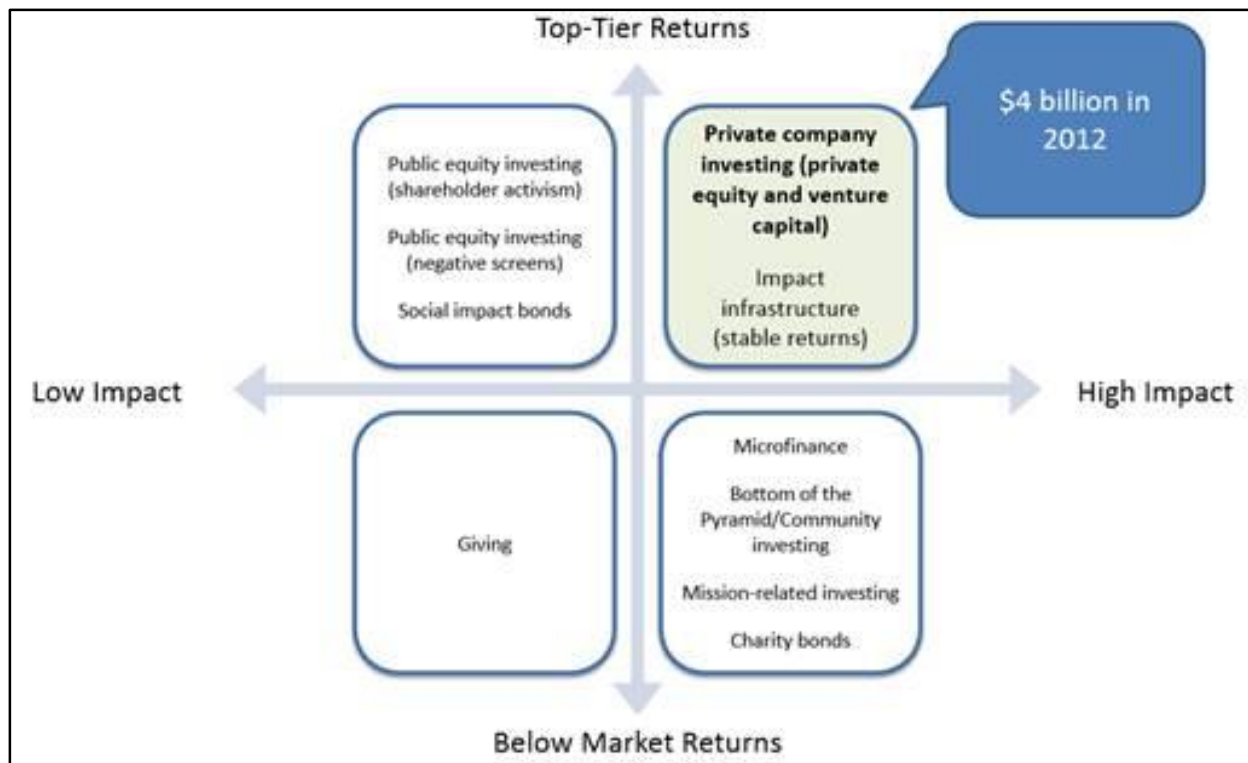 Top-Tier Returns
$4 billion in
2012
Public equity investing
(shareholder activism)
Public equity investing
(negative screens)
Social impact bonds
Private company
investing (private
equity and venture
capital)
Impact
infrastructure
(stable returns)
Low Impact
High Impact
Giving
Microfinance
Bottom of the
Pyramid/Community
investing
Mission-related investing
Charity bonds
Below Market Returns